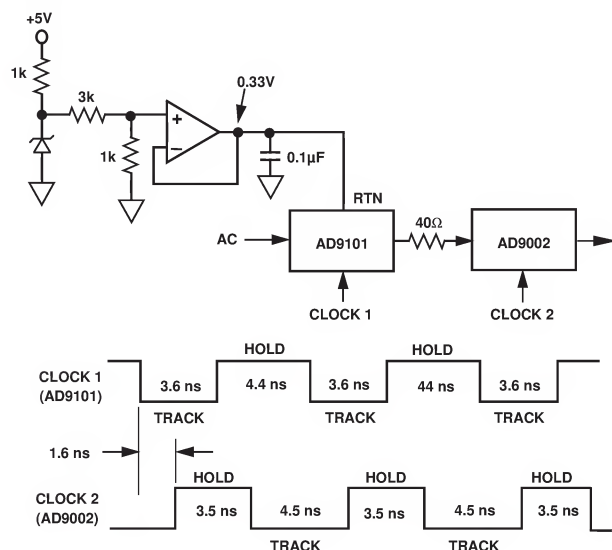 +5V
1k
3k
0.33V
+
−
1k
0.1µF
RTN
AC
AD9101
40Ω
AD9002
CLOCK 1
CLOCK 2
HOLD
HOLD
CLOCK 1
(AD9101)
3.6 ns
4.4 ns
3.6 ns
44 ns
3.6 ns
TRACK
TRACK
TRACK
1.6 ns
HOLD
HOLD
HOLD
CLOCK 2
(AD9002)
3.5 ns
4.5 ns
3.5 ns
4.5 ns
3.5 ns
TRACK
TRACK